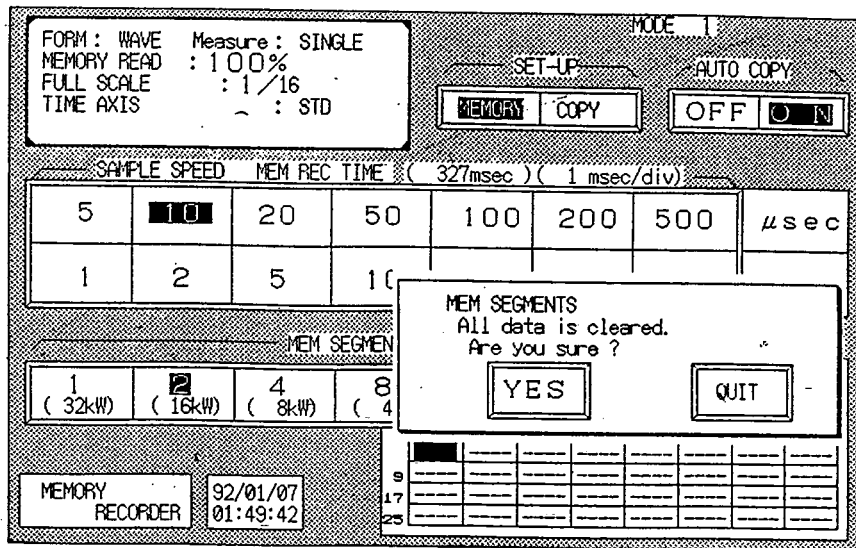 MODE 1
FORM : WAVE Measure : SINGLE
MEMORY READ : 100%
FULL SCALE : 1/16
TIME AXIS : STD
SET-UP
MEMORY COPY
AUTO COPY
OFF ON
SAMPLE SPEED MEM REC TIME ( 327msec )( 1 msec/div)
5 10 20 50 100 200 500 μsec
1 2 5
MEM SEGMENTS
All data is cleared.
Are you sure ?
YES QUIT
MEM SEGMEN
1 2 4 8
( 32kW) ( 16kW) ( 8kW) ( 4
---- ---- ---- ---- ---- ---- ----
9 ---- ---- ---- ---- ---- ---- ---- ----
17 ---- ---- ---- ---- ---- ---- ---- ----
25 ---- ---- ---- ---- ---- ---- ---- ----
MEMORY
RECORDER
92/01/07
01:49:42